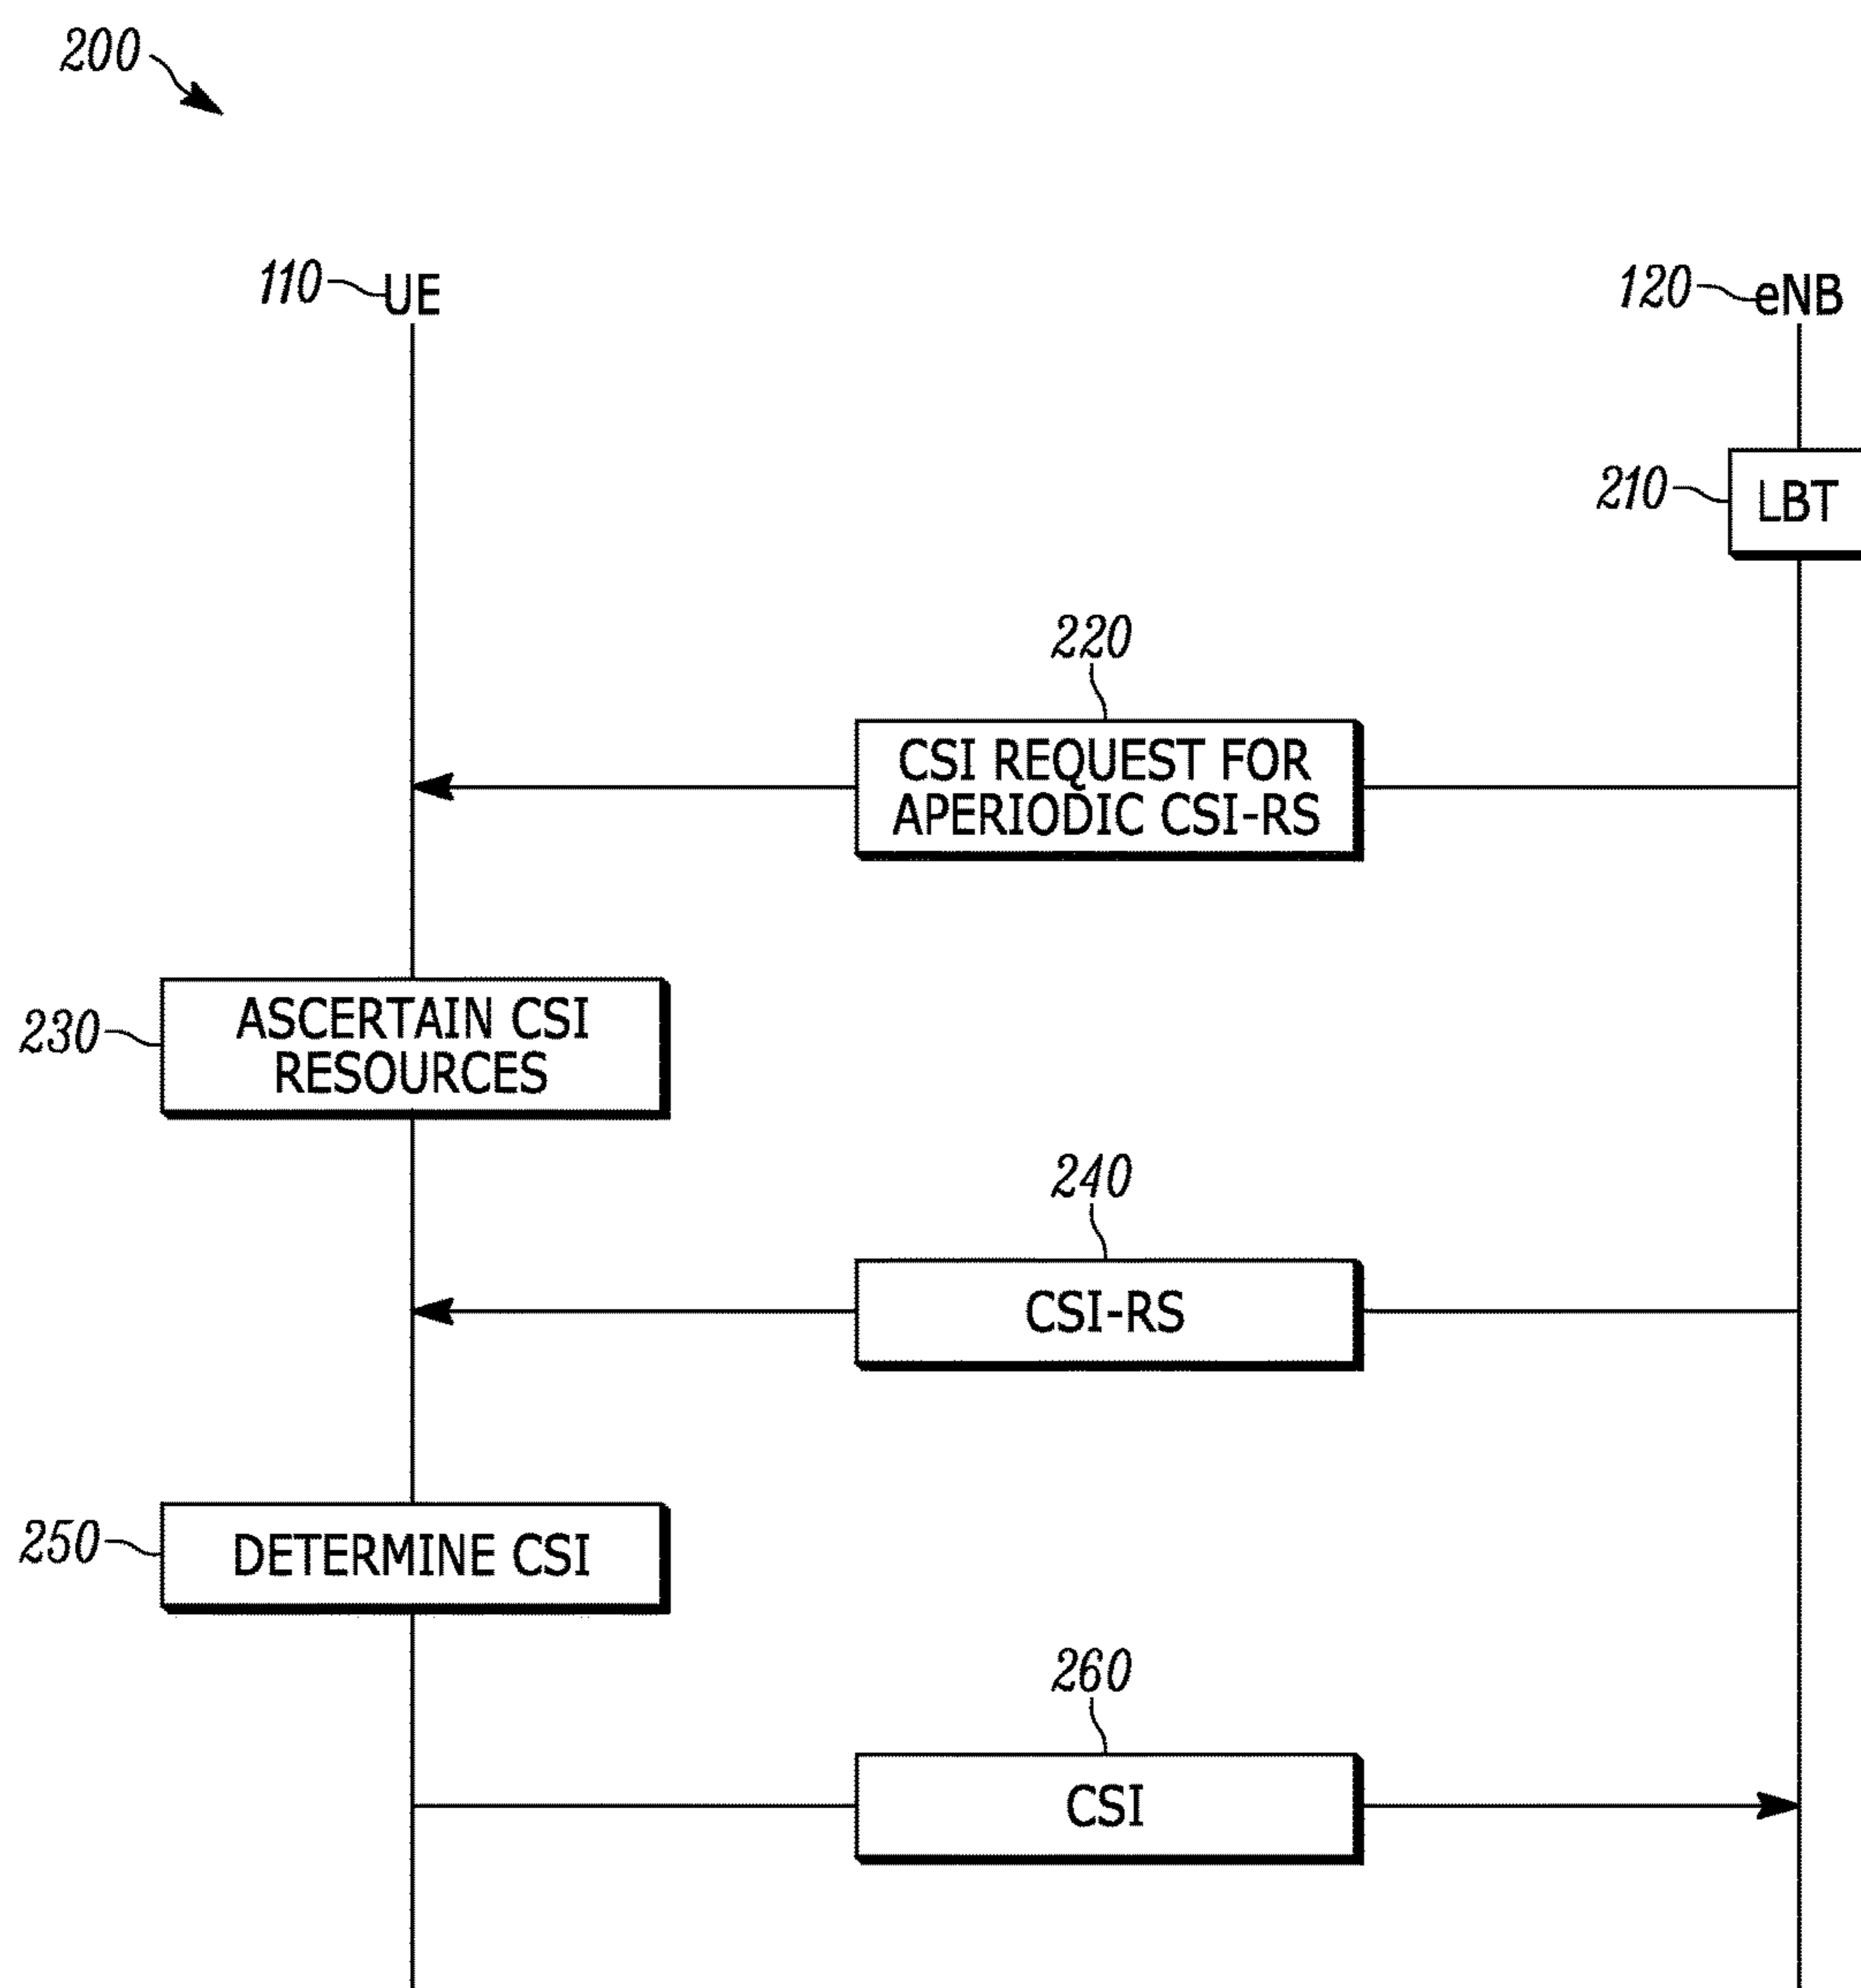 200
110 UE
120 eNB
210 LBT
220
CSI REQUEST FOR
APERIODIC CSI-RS
230
ASCERTAIN CSI
RESOURCES
240
CSI-RS
250 DETERMINE CSI
260
CSI